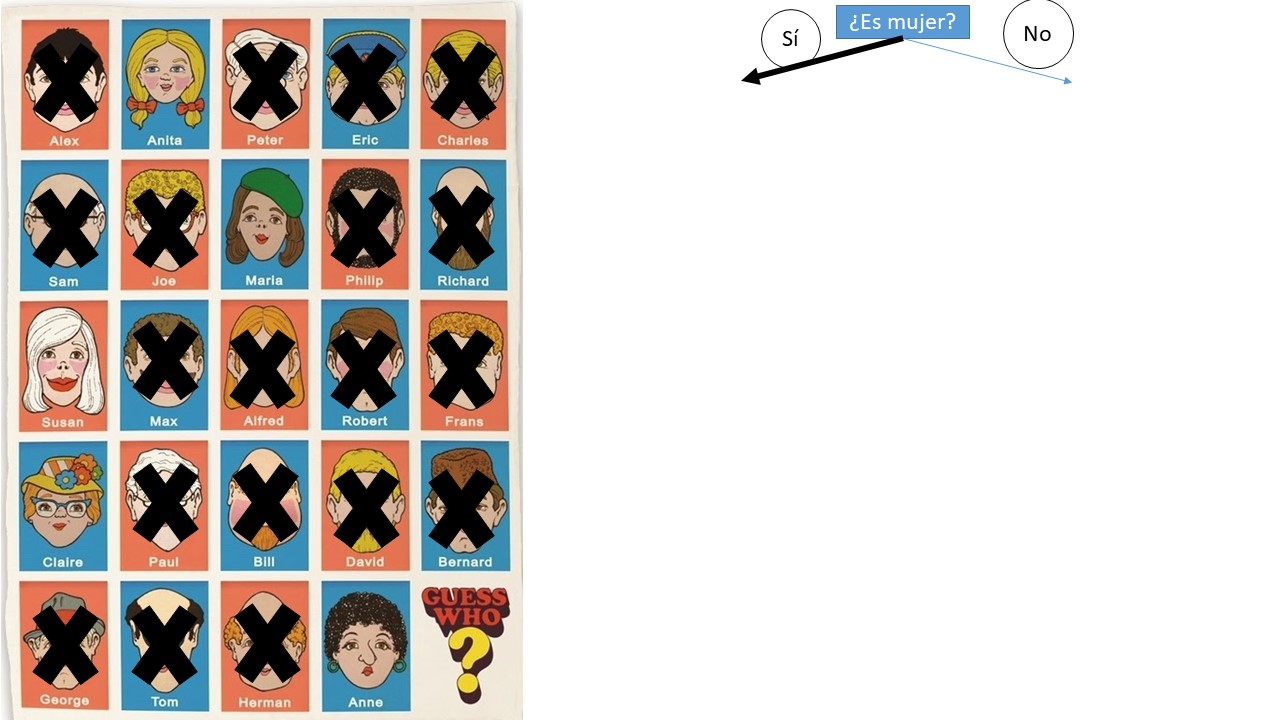 ¿Es mujer?
Sí
No
Alex
Anita
Peter
Eric
Charles
Sam
Joe
Maria
Philip
Richard
Susan
Max
Alfred
Robert
Frans
Claire
Paul
Bill
David
Bernard
George
Tom
Herman
Anne
GUESS
WHO
?